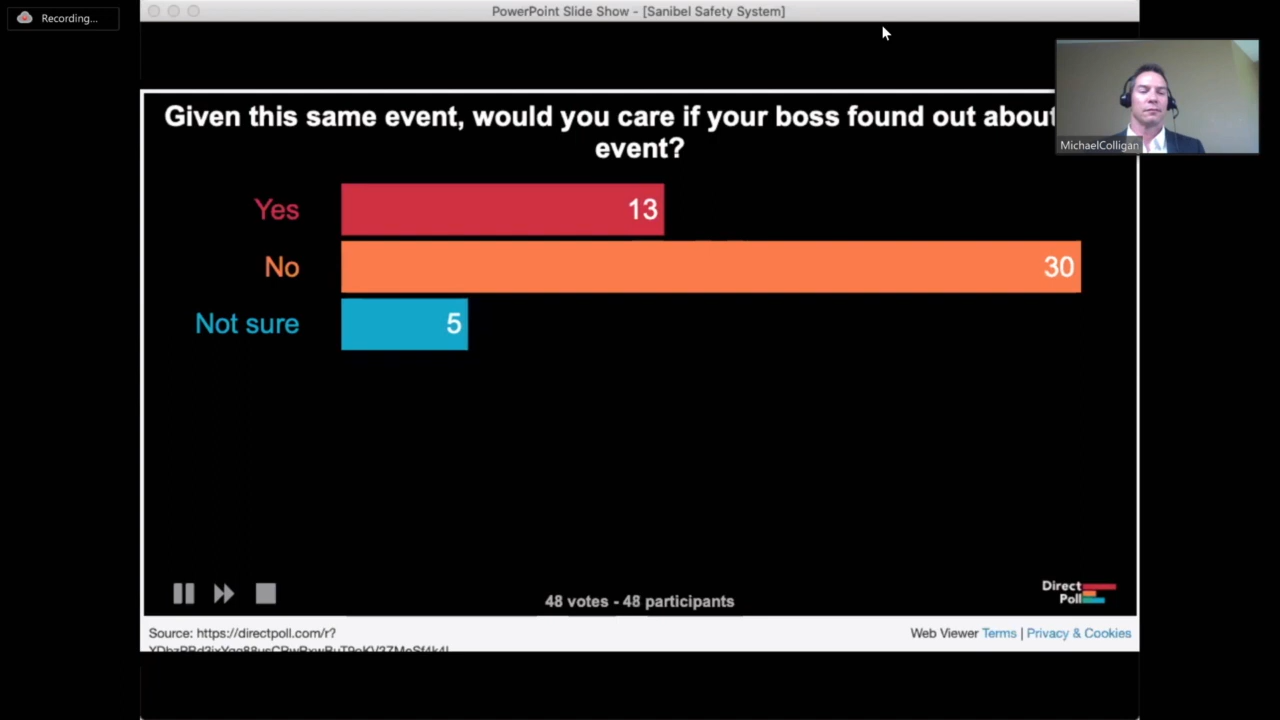 Recording...
PowerPoint Slide Show - [Sanibel Safety System]
MichaelColligan
Given this same event, would you care if your boss found out about
event?
Yes
13
No
30
Not sure
5
48 votes - 48 participants
Direct
Poll
Source: https://directpoll.com/r?
Web Viewer Terms | Privacy & Cookies